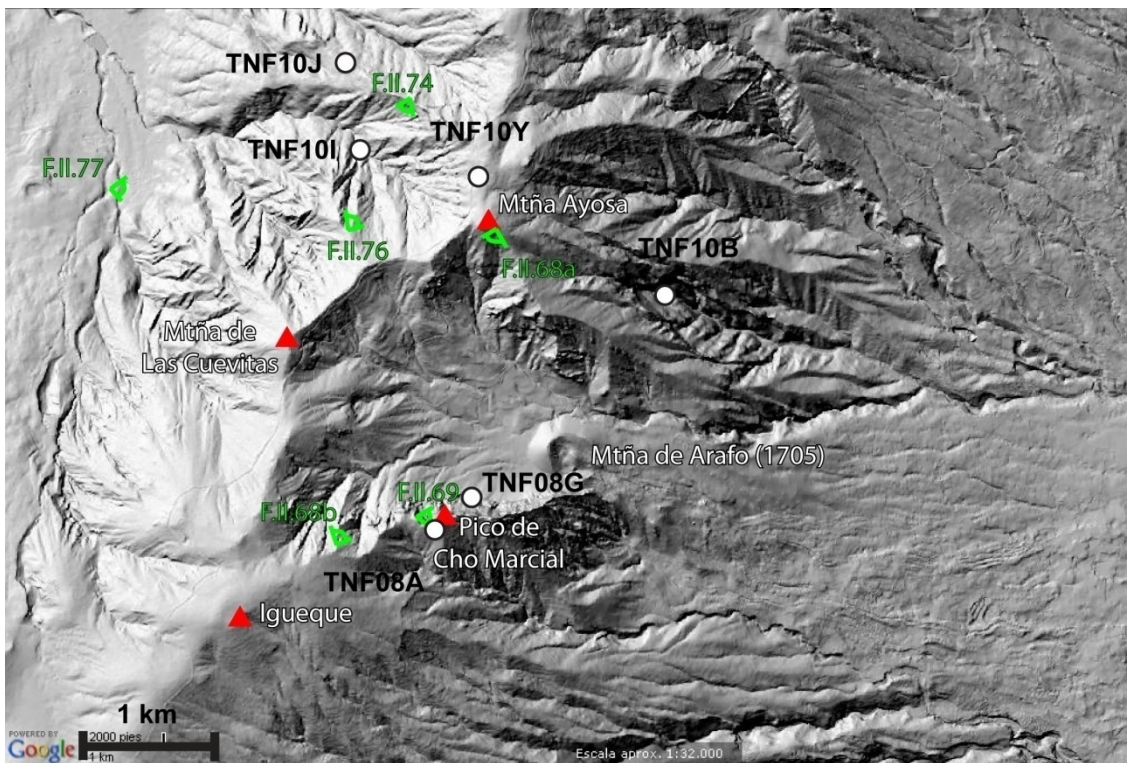 TNF10J
F.II.74
TNF10Y
TNF10I
F.II.77
Mtña Ayosa
F.II.76
F.II.68a
TNF10B
Mtña de
Las Cuevitas
Mtña de Arafo (1705)
TNF08G
F.II.69
F.II.68b
Pico de
Cho Marcial
TNF08A
Igueque
1 km
POWERED BY
Google
2000 pies
1 km
Escala aprox. 1:32.000